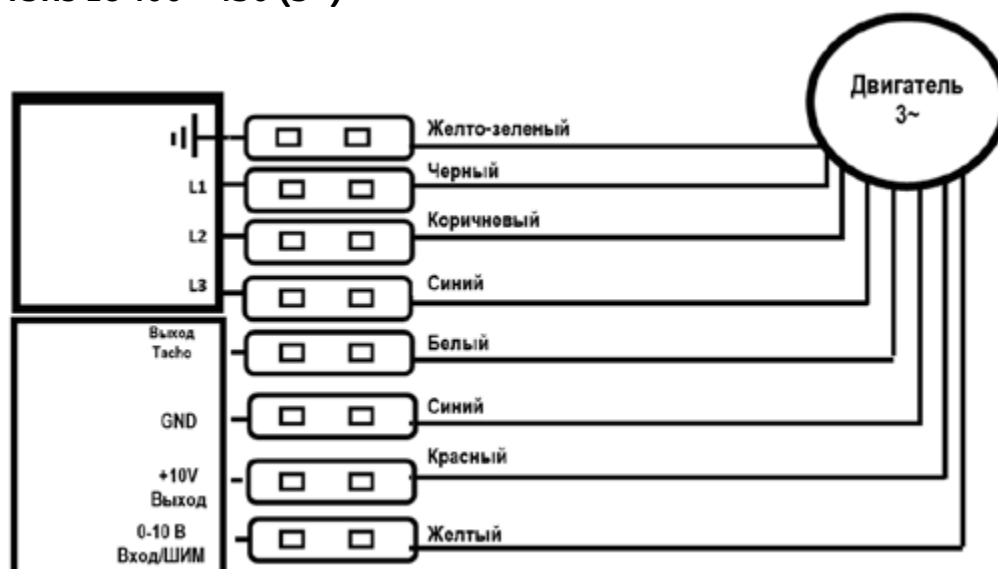 Двигатель
3~
Желто-зеленый
L1
Черный
L2
Коричневый
L3
Синий
Выход
Tacho
Белый
GND
Синий
+10V
Выход
Красный
0-10 В
Вход/ШИМ
Желтый